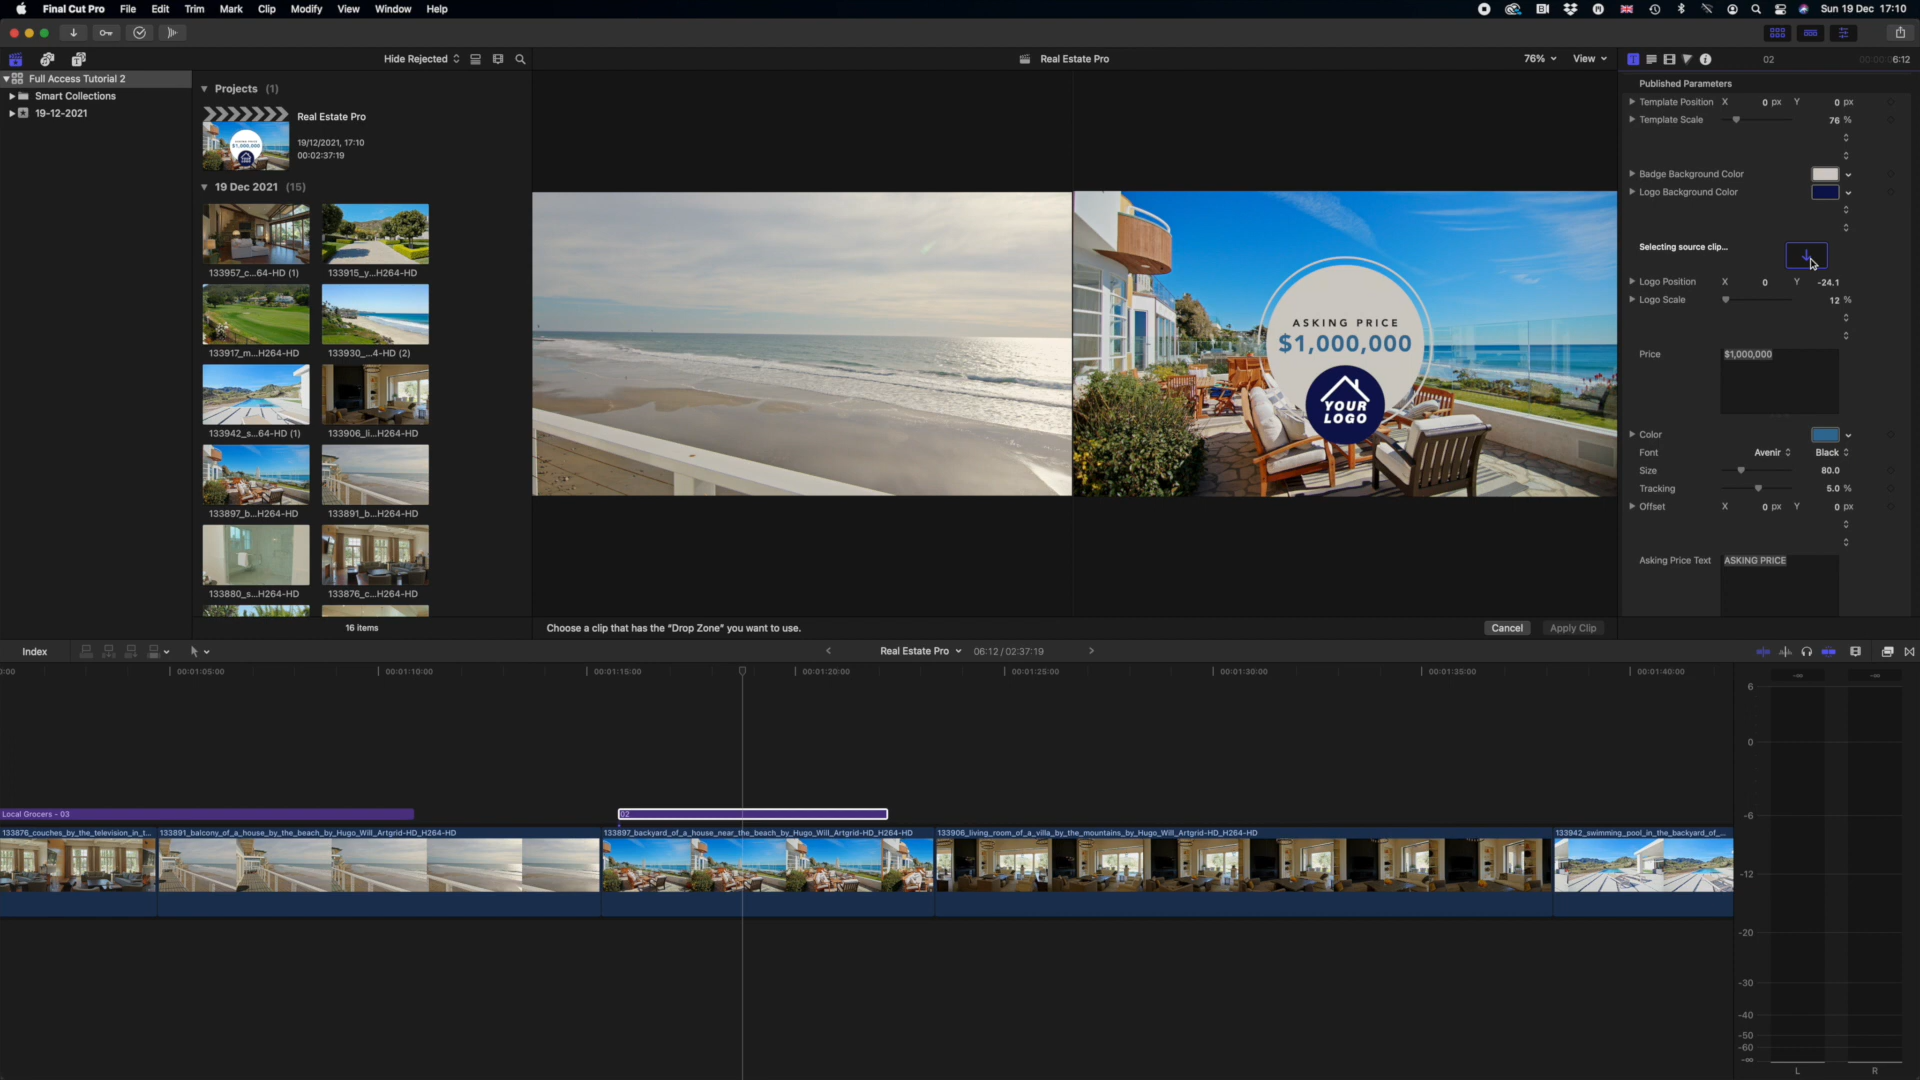 Final Cut Pro File Edit Trim Mark Clip Modify View Window Help
Sun 19 Dec 17:10
Hide Rejected
Real Estate Pro
76% View
02
00:00:06:12
Full Access Tutorial 2
Smart Collections
19-12-2021
Projects (1)
Real Estate Pro
19/12/2021, 17:10
00:02:37:19
19 Dec 2021 (15)
133957_c...64-HD (1)
133915_y...H264-HD
133917_m...H264-HD
133930_...4-HD (2)
133942_s...64-HD (1)
133906_li...H264-HD
133897_b...H264-HD
133891_b...H264-HD
133880_s...H264-HD
133876_c...H264-HD
16 items
ASKING PRICE
$1,000,000
YOUR
LOGO
Choose a clip that has the "Drop Zone" you want to use.
Cancel
Apply Clip
Published Parameters
Template Position X 0 px Y 0 px
Template Scale 76 %
Badge Background Color
Logo Background Color
Selecting source clip...
Logo Position X 0 Y -24.1
Logo Scale 12 %
Price $1,000,000
Color
Font Avenir Black
Size 80.0
Tracking 5.0 %
Offset X 0 px Y 0 px
Asking Price Text ASKING PRICE
Index
Real Estate Pro 06:12 / 02:37:19
00:01:05:00
00:01:10:00
00:01:15:00
00:01:20:00
00:01:25:00
00:01:30:00
00:01:35:00
00:01:40:00
Local Grocers - 03
02
133876_couches_by_the_television_in_t...
133891_balcony_of_a_house_by_the_beach_by_Hugo_Will_Artgrid-HD_H264-HD
133897_backyard_of_a_house_near_the_beach_by_Hugo_Will_Artgrid-HD_H264-HD
133906_living_room_of_a_villa_by_the_mountains_by_Hugo_Will_Artgrid-HD_H264-HD
133942_swimming_pool_in_the_backyard_of_...
-∞ -∞
6
0
-6
-12
-20
-30
-40
-50
-60
-∞
L R